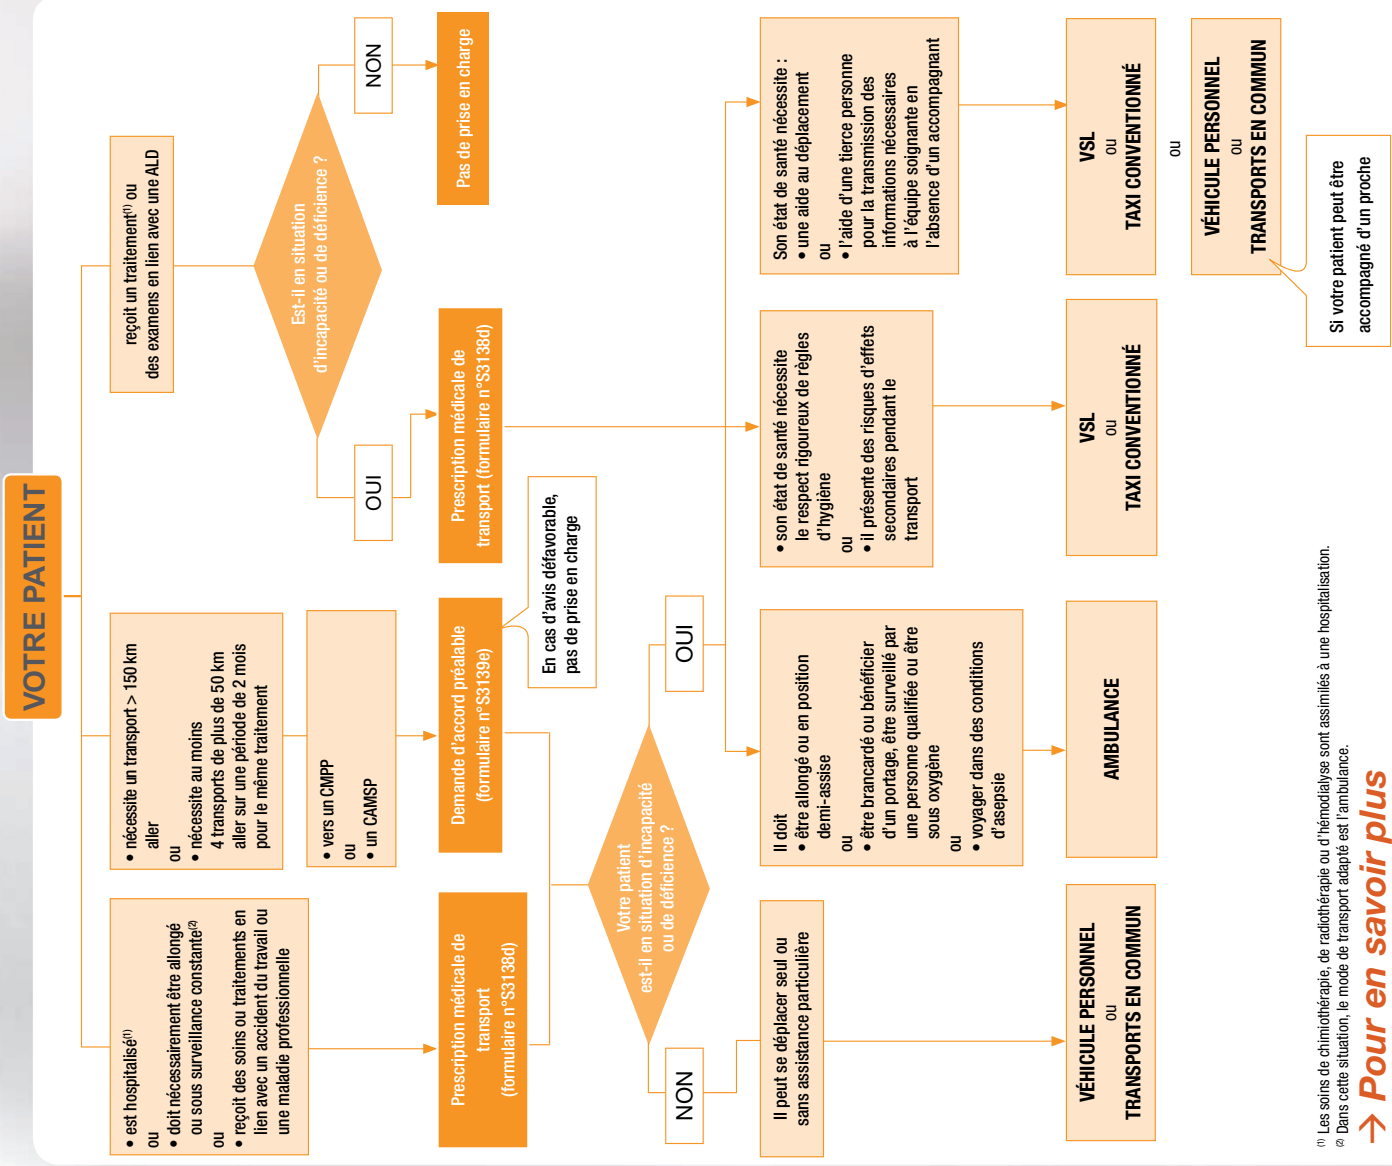 VOTRE PATIENT
• est hospitalisé(1)
ou
• doit nécessairement être allongé
ou sous surveillance constante(2)
ou
• reçoit des soins ou traitements en
lien avec un accident du travail ou
une maladie professionnelle
• nécessite un transport > 150 km
aller
ou
• nécessite au moins
4 transports de plus de 50 km
aller sur une période de 2 mois
pour le même traitement
• vers un CMPP
ou
• un CAMSP
reçoit un traitement(1) ou
des examens en lien avec une ALD
Est-il en situation
d'incapacité ou de déficience ?
OUI
NON
Prescription médicale de
transport
(formulaire n°S3138d)
Demande d'accord préalable
(formulaire n°S3139e)
En cas d'avis défavorable,
pas de prise en charge
Prescription médicale de
transport (formulaire n°S3138d)
Pas de prise en charge
Votre patient
est-il en situation d'incapacité
ou de déficience ?
NON
OUI
Il peut se déplacer seul ou
sans assistance particulière
Il doit
• être allongé ou en position
demi-assise
ou
• être brancardé ou bénéficier
d'un portage, être surveillé par
une personne qualifiée ou être
sous oxygène
ou
• voyager dans des conditions
d'asepsie
• son état de santé nécessite
le respect rigoureux de règles
d'hygiène
ou
• il présente des risques d'effets
secondaires pendant le
transport
Son état de santé nécessite :
• une aide au déplacement
ou
• l'aide d'une tierce personne
pour la transmission des
informations nécessaires
à l'équipe soignante en
l'absence d'un accompagnant
VÉHICULE PERSONNEL
ou
TRANSPORTS EN COMMUN
AMBULANCE
VSL
ou
TAXI CONVENTIONNÉ
VSL
ou
TAXI CONVENTIONNÉ
ou
VÉHICULE PERSONNEL
ou
TRANSPORTS EN COMMUN
Si votre patient peut être
accompagné d'un proche
(1) Les soins de chimiothérapie, de radiothérapie ou d'hémodialyse sont assimilés à une hospitalisation.
(2) Dans cette situation, le mode de transport adapté est l'ambulance.
→ Pour en savoir plus